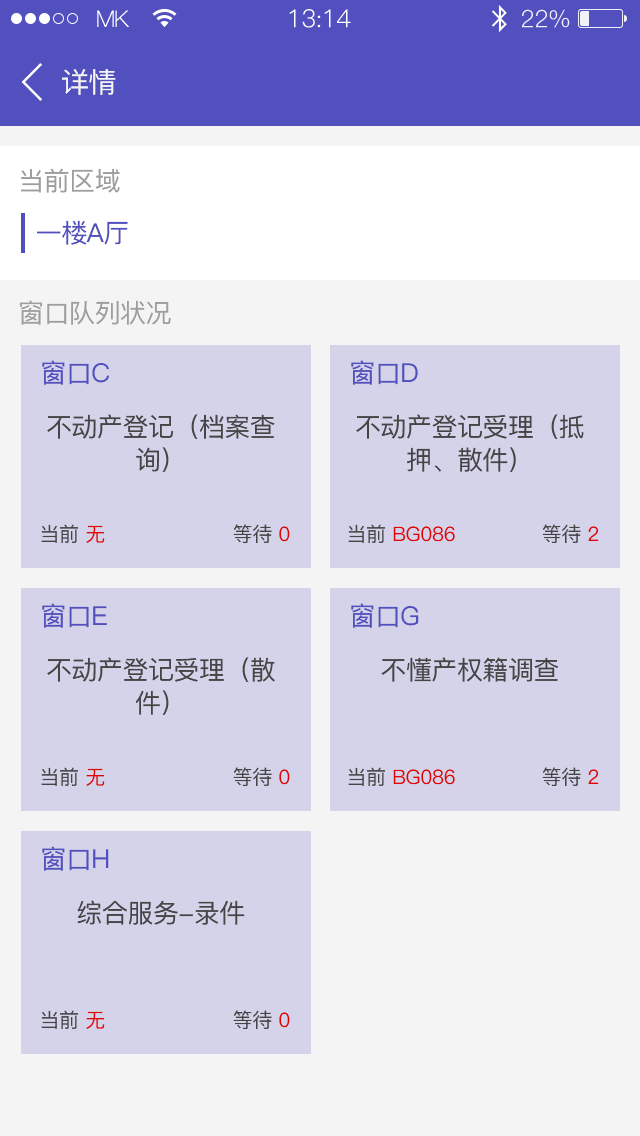 MK 13:14 22%
详情
当前区域
一楼A厅
窗口队列状况
窗口C
不动产登记（档案查
询）
当前 无 等待 0
窗口D
不动产登记受理（抵
押、散件）
当前 BG086 等待 2
窗口E
不动产登记受理（散
件）
当前 无 等待 0
窗口G
不懂产权籍调查
当前 BG086 等待 2
窗口H
综合服务–录件
当前 无 等待 0